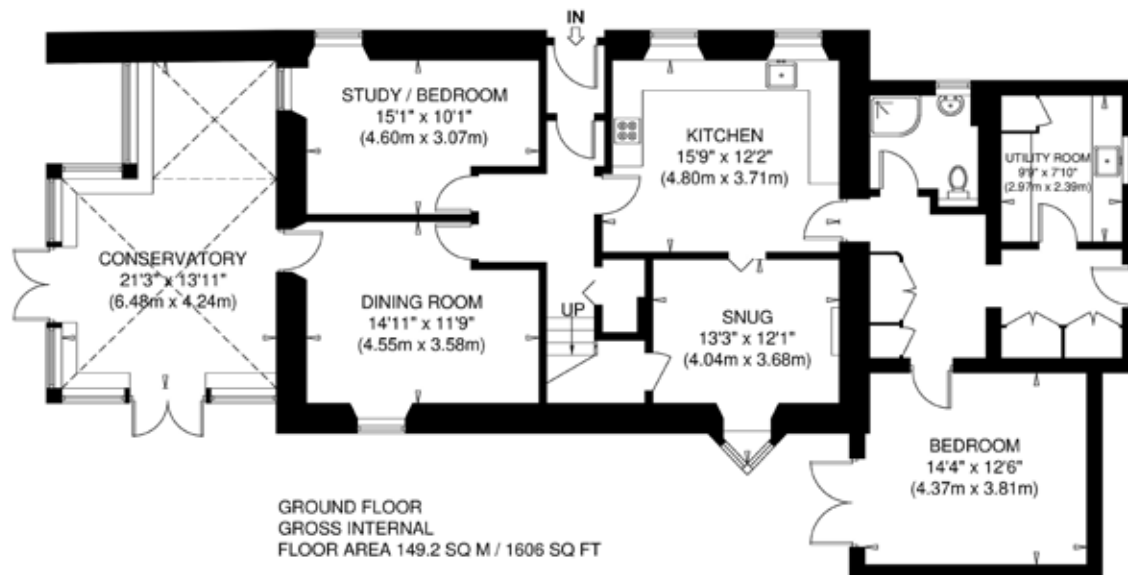 IN
STUDY / BEDROOM
15'1" x 10'1"
(4.60m x 3.07m)
KITCHEN
15'9" x 12'2"
(4.80m x 3.71m)
UTILITY ROOM
9'9" x 7'10"
(2.97m x 2.39m)
CONSERVATORY
21'3" x 13'11"
(6.48m x 4.24m)
DINING ROOM
14'11" x 11'9"
(4.55m x 3.58m)
UP
SNUG
13'3" x 12'1"
(4.04m x 3.68m)
BEDROOM
14'4" x 12'6"
(4.37m x 3.81m)
GROUND FLOOR
GROSS INTERNAL
FLOOR AREA 149.2 SQ M / 1606 SQ FT